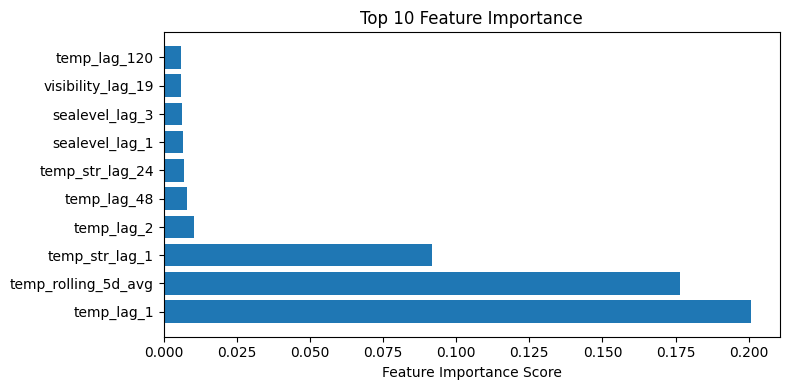 Top 10 Feature Importance
temp_lag_120
visibility_lag_19
sealevel_lag_3
sealevel_lag_1
temp_str_lag_24
temp_lag_48
temp_lag_2
temp_str_lag_1
temp_rolling_5d_avg
temp_lag_1
0.000 0.025 0.050 0.075 0.100 0.125 0.150 0.175 0.200
Feature Importance Score